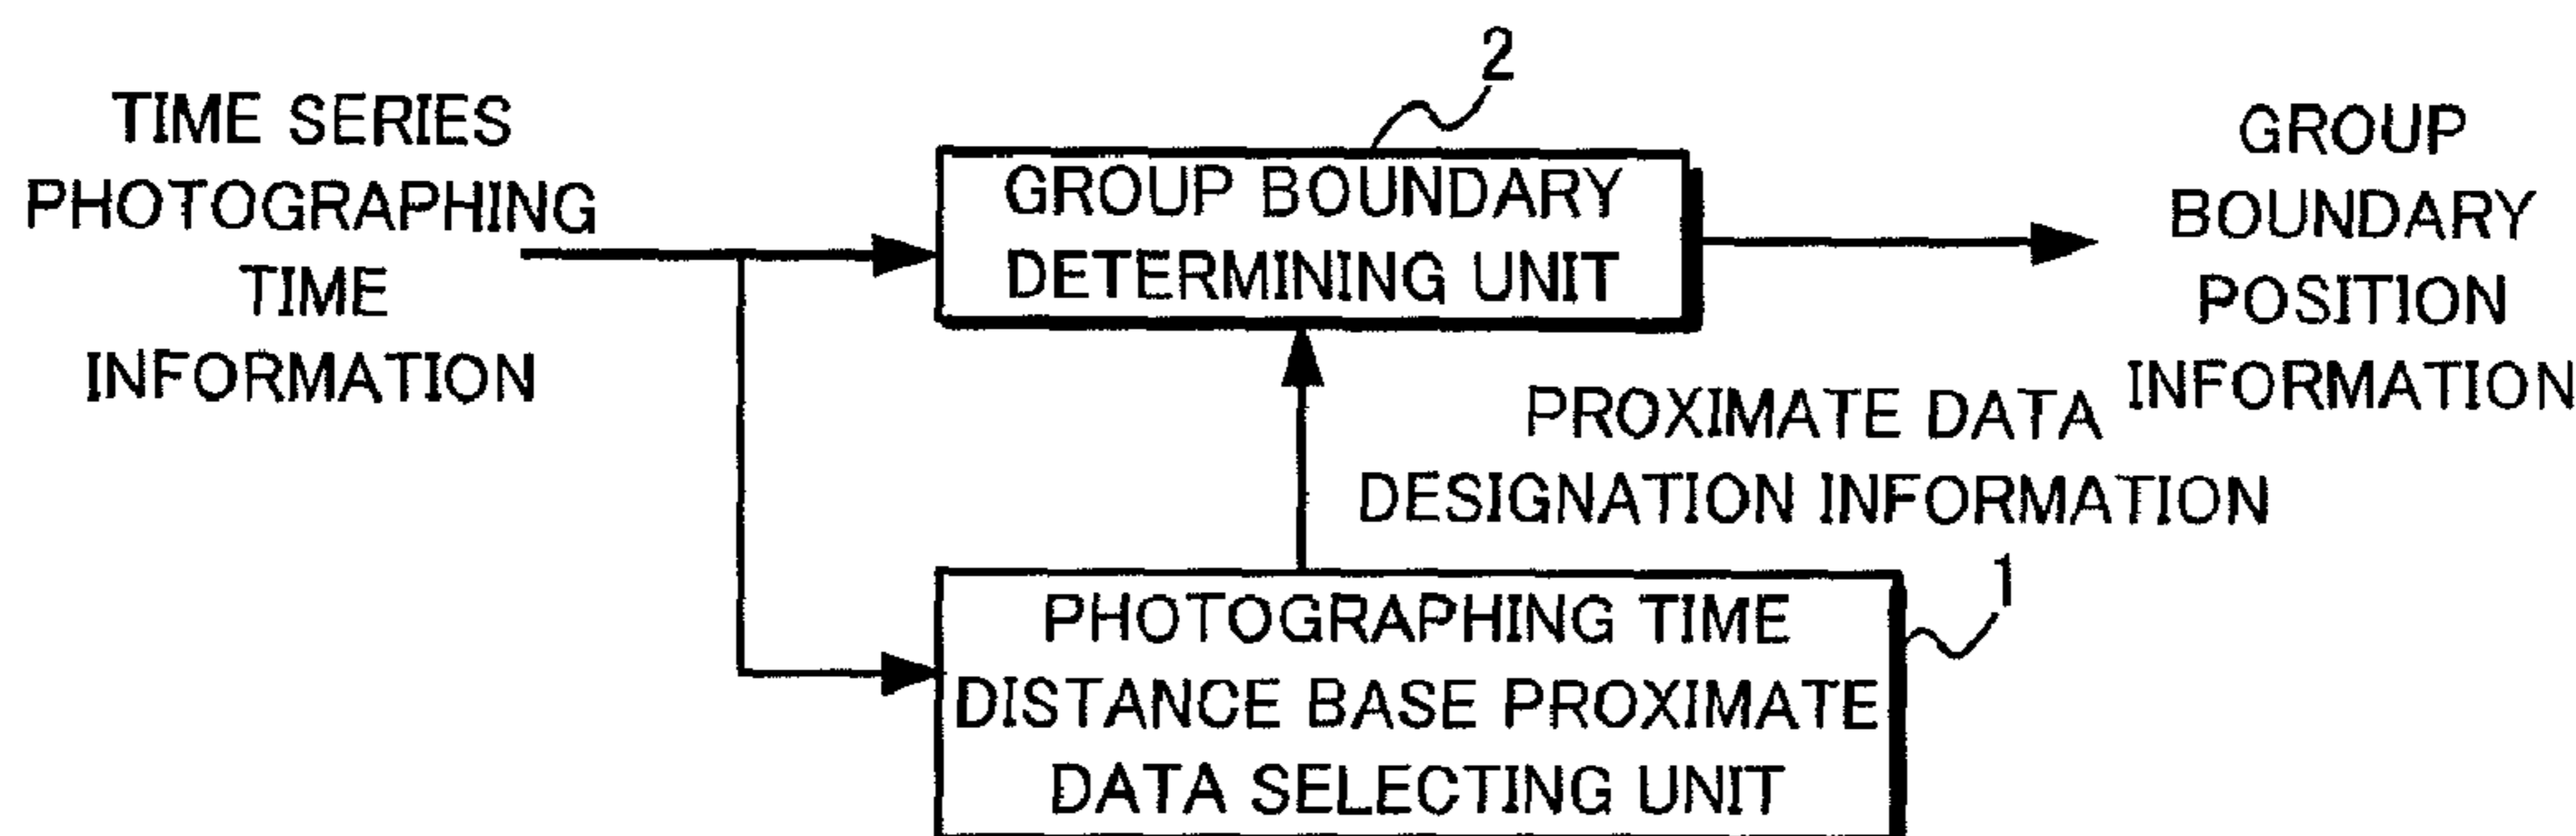 2
TIME SERIES
PHOTOGRAPHING
TIME
INFORMATION
GROUP BOUNDARY
DETERMINING UNIT
GROUP
BOUNDARY
POSITION
INFORMATION
PROXIMATE DATA
DESIGNATION INFORMATION
1
PHOTOGRAPHING TIME
DISTANCE BASE PROXIMATE
DATA SELECTING UNIT